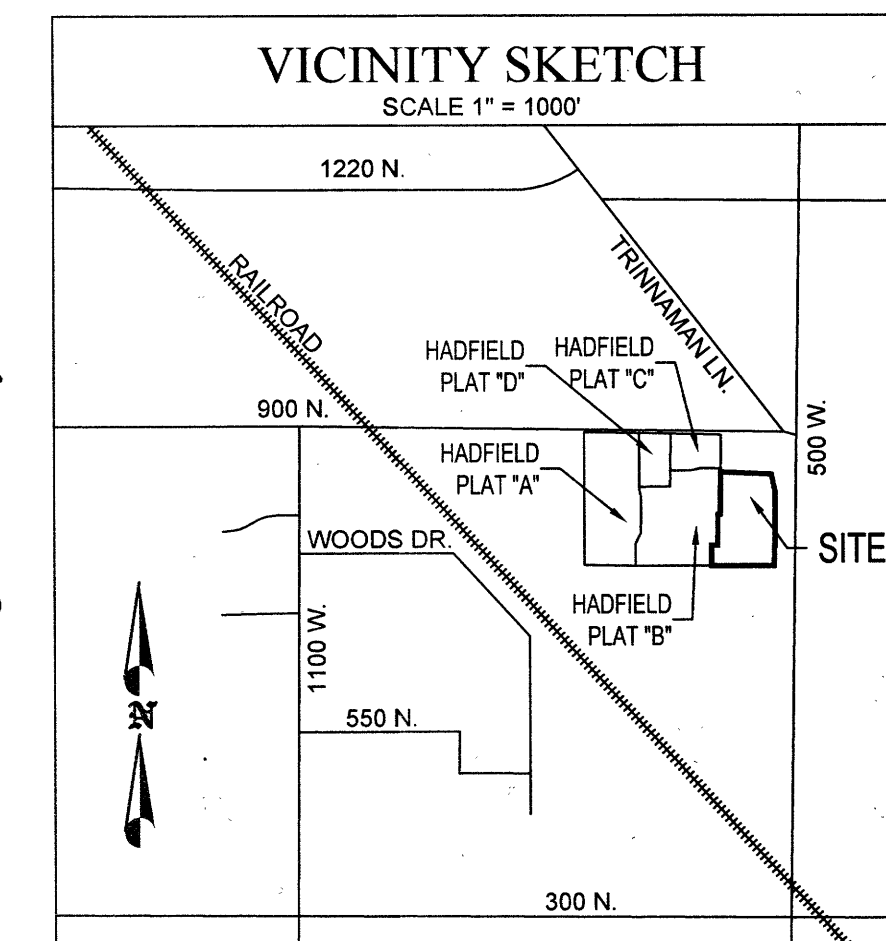 VICINITY SKETCH
SCALE 1" = 1000'
1220 N.
TRINNAMAN LN.
RAILROAD
HADFIELD
PLAT "D"
HADFIELD
PLAT "C"
900 N.
500 W.
HADFIELD
PLAT "A"
WOODS DR.
SITE
HADFIELD
PLAT "B"
1100 W.
N
550 N.
300 N.